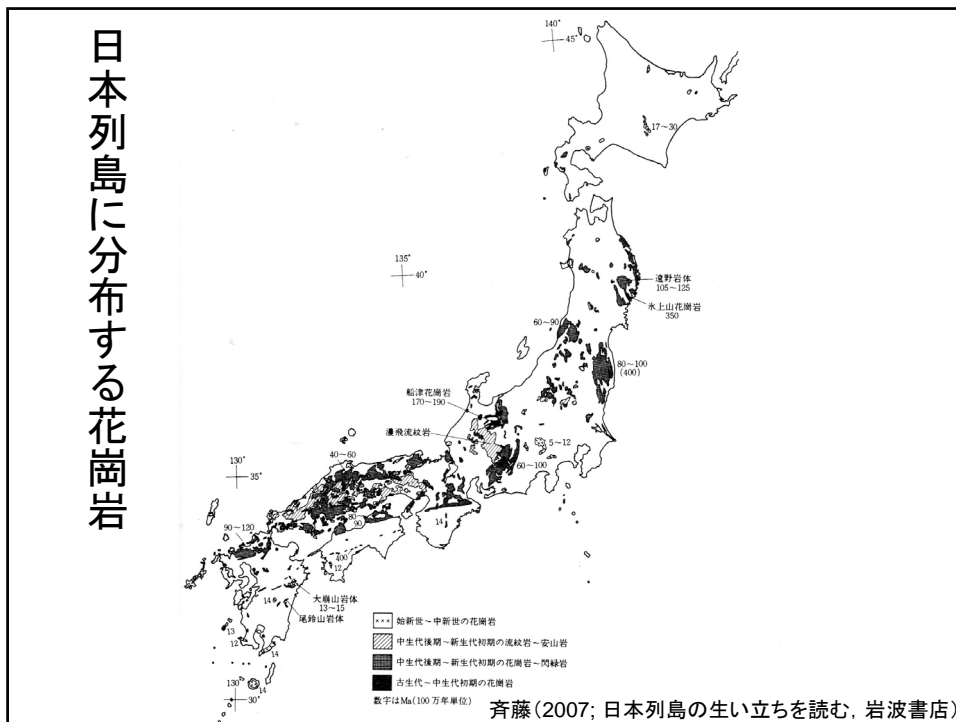 日本列島に分布する花崗岩
140°
45°
17~30
135°
40°
遠野岩体
105~125
氷上山花崗岩
350
60~90
80~100
(400)
船津花崗岩
170~190
濃飛流紋岩
5~12
60~100
40~60
130°
35°
80~
90
14
90~120
400
12
大崩山岩体
13~15
14
尾鈴山岩体
13
12
14
14
130°
30°
始新世~中新世の花崗岩
中生代後期~新生代初期の流紋岩~安山岩
中生代後期~新生代初期の花崗岩~閃緑岩
古生代~中生代初期の花崗岩
数字はMa(100万年単位)
斉藤(2007; 日本列島の生い立ちを読む, 岩波書店)